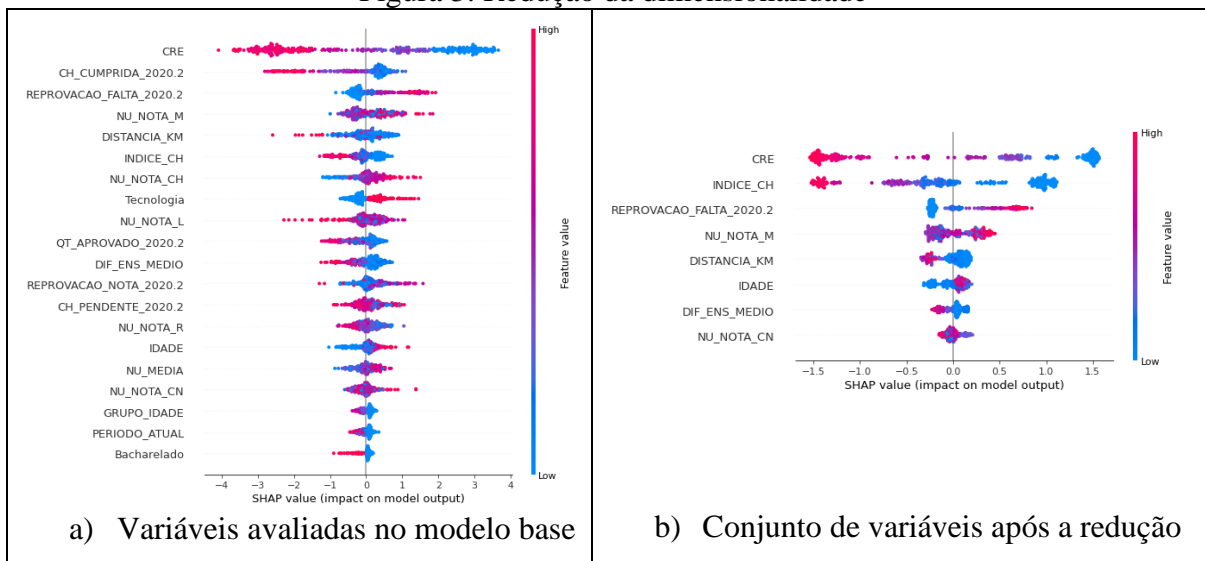 Figura 3: Redução da dimensionalidade
High
CRE
CH_CUMPRIDA_2020.2
REPROVACAO_FALTA_2020.2
NU_NOTA_M
DISTANCIA_KM
INDICE_CH
NU_NOTA_CH
Tecnologia
NU_NOTA_L
QT_APROVADO_2020.2
DIF_ENS_MEDIO
REPROVACAO_NOTA_2020.2
CH_PENDENTE_2020.2
NU_NOTA_R
IDADE
NU_MEDIA
NU_NOTA_CN
GRUPO_IDADE
PERIODO_ATUAL
Bacharelado
Feature value
Low
−4 −3 −2 −1 0 1 2 3 4
SHAP value (impact on model output)
a) Variáveis avaliadas no modelo base
High
CRE
INDICE_CH
REPROVACAO_FALTA_2020.2
NU_NOTA_M
DISTANCIA_KM
IDADE
DIF_ENS_MEDIO
NU_NOTA_CN
Feature value
Low
−1.5 −1.0 −0.5 0.0 0.5 1.0 1.5
SHAP value (impact on model output)
b) Conjunto de variáveis após a redução